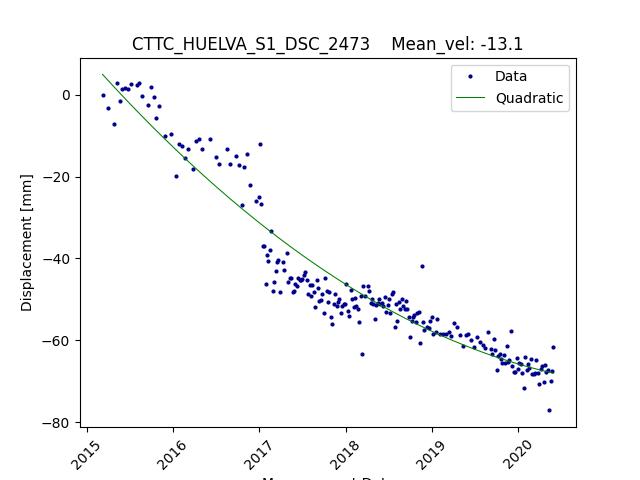 CTTC_HUELVA_S1_DSC_2473    Mean_vel: -13.1
Data
Quadratic
Displacement [mm]
0
−20
−40
−60
−80
2015
2016
2017
2018
2019
2020